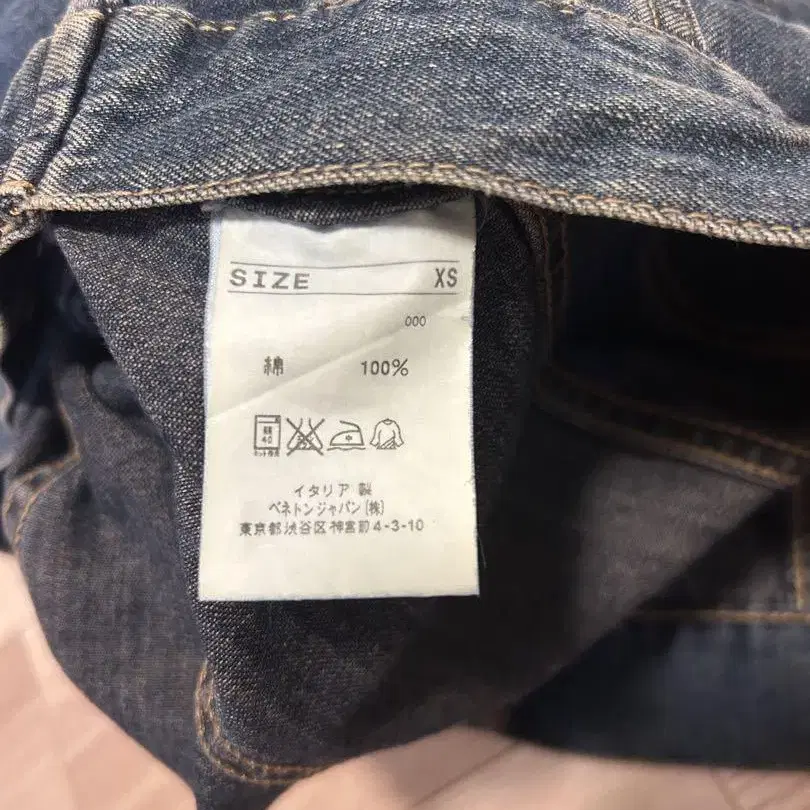 SIZE XS
000
綿 100%
40
イタリア 製
ベネトンジャパン(株)
東京都渋谷区神宮前4-3-10